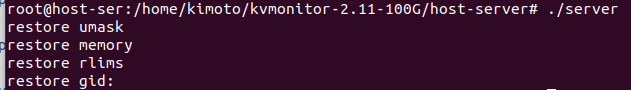 root@host-ser:/home/kimoto/kvmonitor-2.11-100G/host-server# ./server
restore umask
restore memory
restore rlims
restore gid: